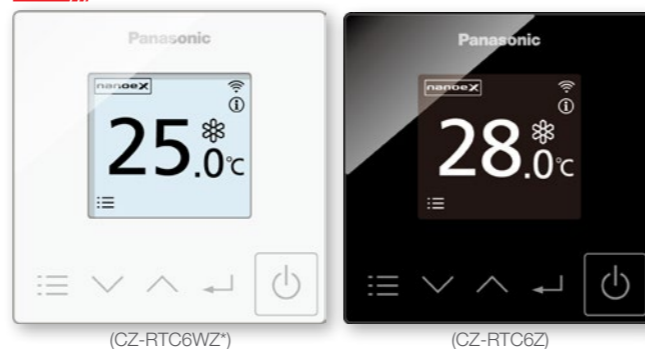 Panasonic
nanoeX
25.0°C
(CZ-RTC6WZ*)
Panasonic
nanoeX
28.0°C
(CZ-RTC6Z)